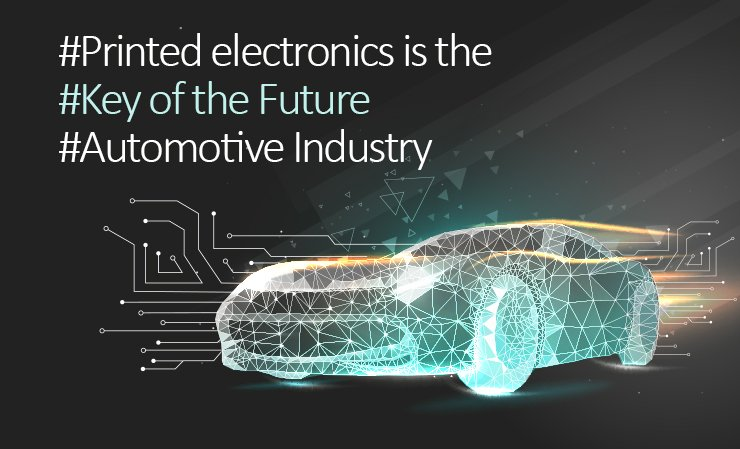 #Printed electronics is the
#Key of the Future
#Automotive Industry